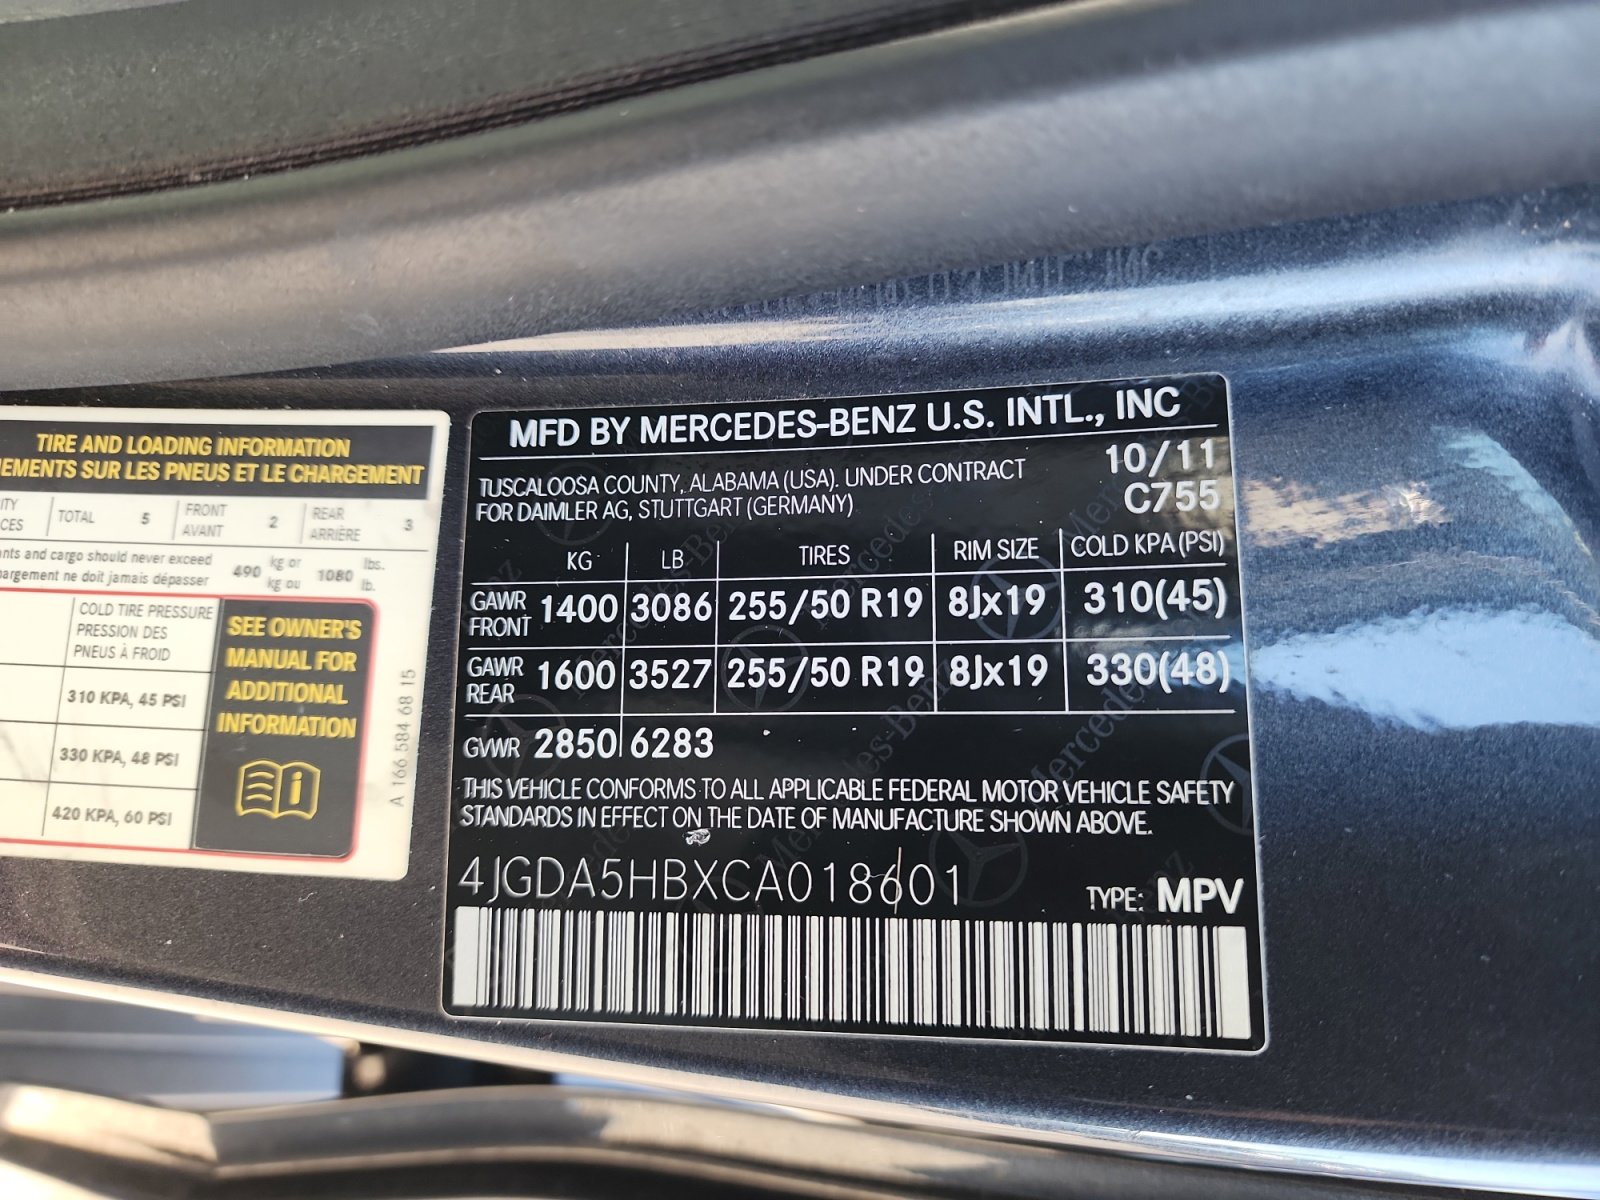 TIRE AND LOADING INFORMATION
NEMENTS SUR LES PNEUS ET LE CHARGEMENT
TOTAL 5 FRONT AVANT 2 REAR ARRIÈRE 3
and cargo should never exceed 490 kg or 1080 lbs.
ne doit jamais dépasser kg ou lb.
COLD TIRE PRESSURE
PRESSION DES
PNEUS À FROID
310 KPA, 45 PSI
330 KPA, 48 PSI
420 KPA, 60 PSI
SEE OWNER'S
MANUAL FOR
ADDITIONAL
INFORMATION
A 166 584 68 15
MFD BY MERCEDES-BENZ U.S. INTL., INC
TUSCALOOSA COUNTY, ALABAMA (USA). UNDER CONTRACT 10/11
FOR DAIMLER AG, STUTTGART (GERMANY) C755
KG LB TIRES RIM SIZE COLD KPA (PSI)
GAWR FRONT 1400 3086 255/50 R19 8Jx19 310(45)
GAWR REAR 1600 3527 255/50 R19 8Jx19 330(48)
GVWR 2850 6283
THIS VEHICLE CONFORMS TO ALL APPLICABLE FEDERAL MOTOR VEHICLE SAFETY
STANDARDS IN EFFECT ON THE DATE OF MANUFACTURE SHOWN ABOVE.
4JGDA5HBXCA018601
TYPE: MPV